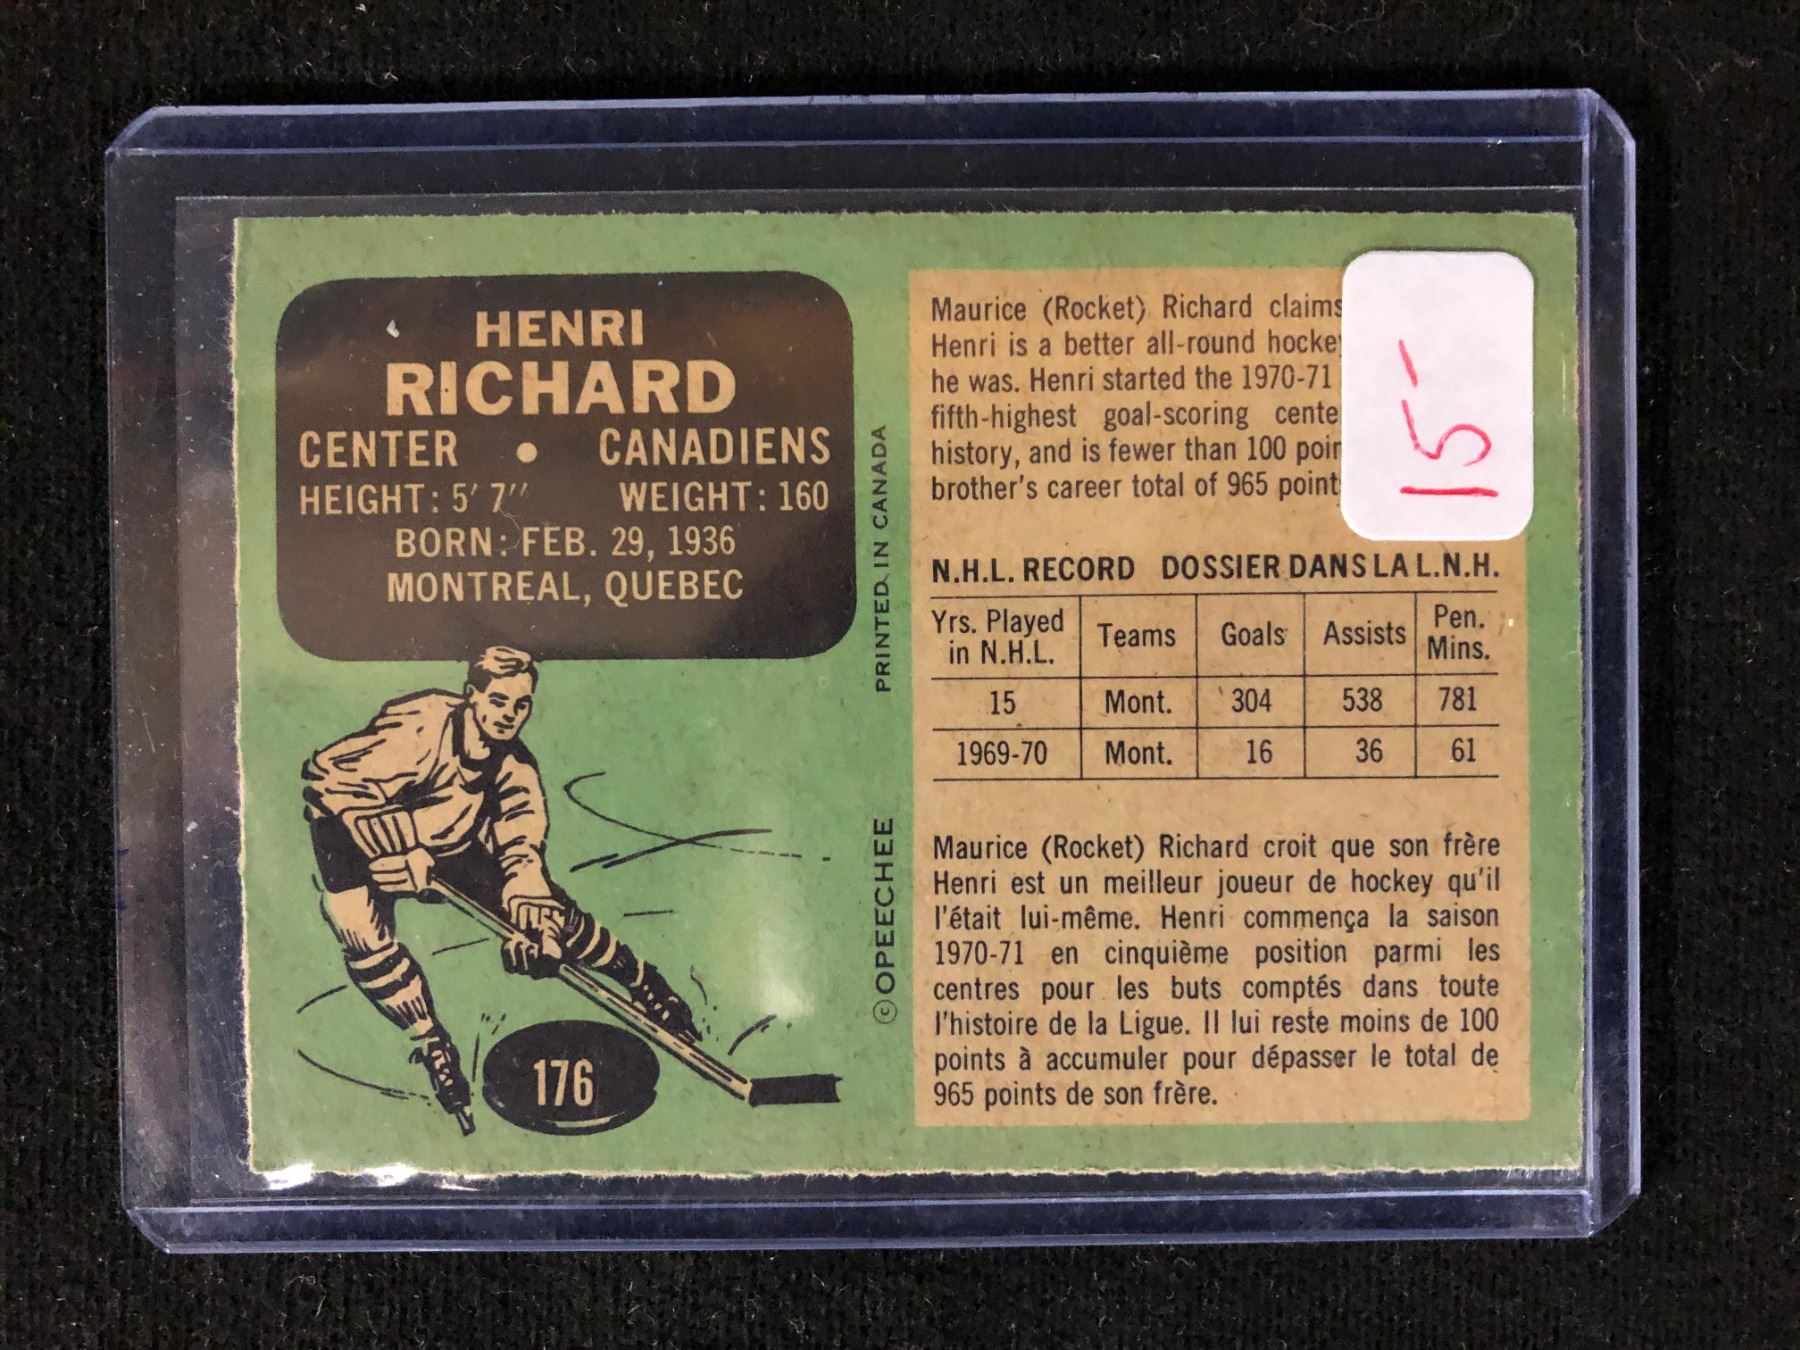 HENRI
RICHARD
CENTER • CANADIENS
HEIGHT: 5' 7" WEIGHT: 160
BORN: FEB. 29, 1936
MONTREAL, QUEBEC
176
©OPEECHEE PRINTED IN CANADA
Maurice (Rocket) Richard claims
Henri is a better all-round
he was. Henri started the 1970-71
fifth-highest goal-scoring
history, and is fewer than 100
brother's career total of 965
15-
N.H.L. RECORD DOSSIER DANS LA L.N.H.
Yrs. Played in N.H.L. Teams Goals Assists Pen. Mins.
15 Mont. 304 538 781
1969-70 Mont. 16 36 61
Maurice (Rocket) Richard croit que son frère
Henri est un meilleur joueur de hockey qu'il
l'était lui-même. Henri commença la saison
1970-71 en cinquième position parmi les
centres pour les buts comptés dans toute
l'histoire de la Ligue. Il lui reste moins de 100
points à accumuler pour dépasser le total de
965 points de son frère.